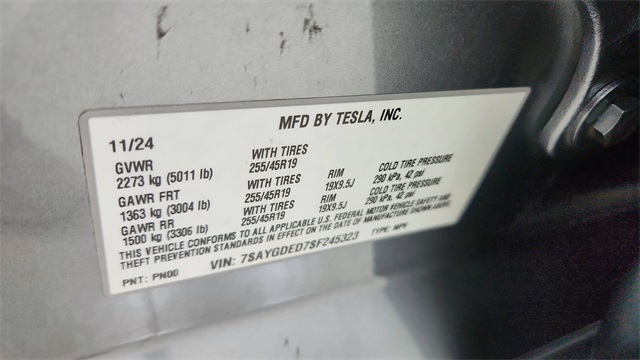 MFD BY TESLA, INC.
11/24
GVWR WITH TIRES RIM COLD TIRE PRESSURE
2273 kg (5011 lb) 255/45R19 19X9.5J 290 kPa, 42 psi
GAWR FRT WITH TIRES RIM COLD TIRE PRESSURE
1363 kg (3004 lb) 255/45R19 19X9.5J 290 kPa, 42 psi
GAWR RR WITH TIRES
1500 kg (3306 lb) 255/45R19
THIS VEHICLE CONFORMS TO ALL APPLICABLE U.S. FEDERAL MOTOR VEHICLE SAFETY AND
THEFT PREVENTION STANDARDS IN EFFECT ON THE DATE OF MANUFACTURE SHOWN ABOVE.
PNT: PN00 VIN: 7SAYGDED7SF245323 TYPE: MPV